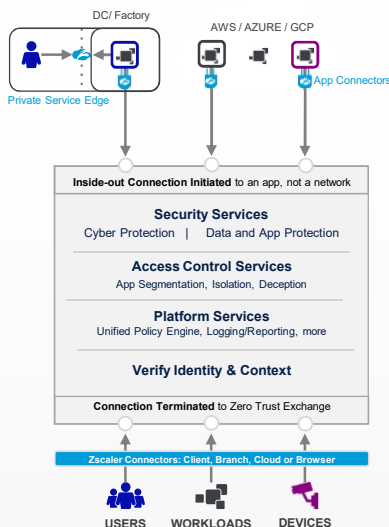 DC/ Factory
AWS / AZURE / GCP
Private Service Edge
App Connectors
Inside-out Connection Initiated to an app, not a network
Security Services
Cyber Protection | Data and App Protection
Access Control Services
App Segmentation, Isolation, Deception
Platform Services
Unified Policy Engine, Logging/Reporting, more
Verify Identity & Context
Connection Terminated to Zero Trust Exchange
Zscaler Connectors: Client, Branch, Cloud or Browser
USERS WORKLOADS DEVICES